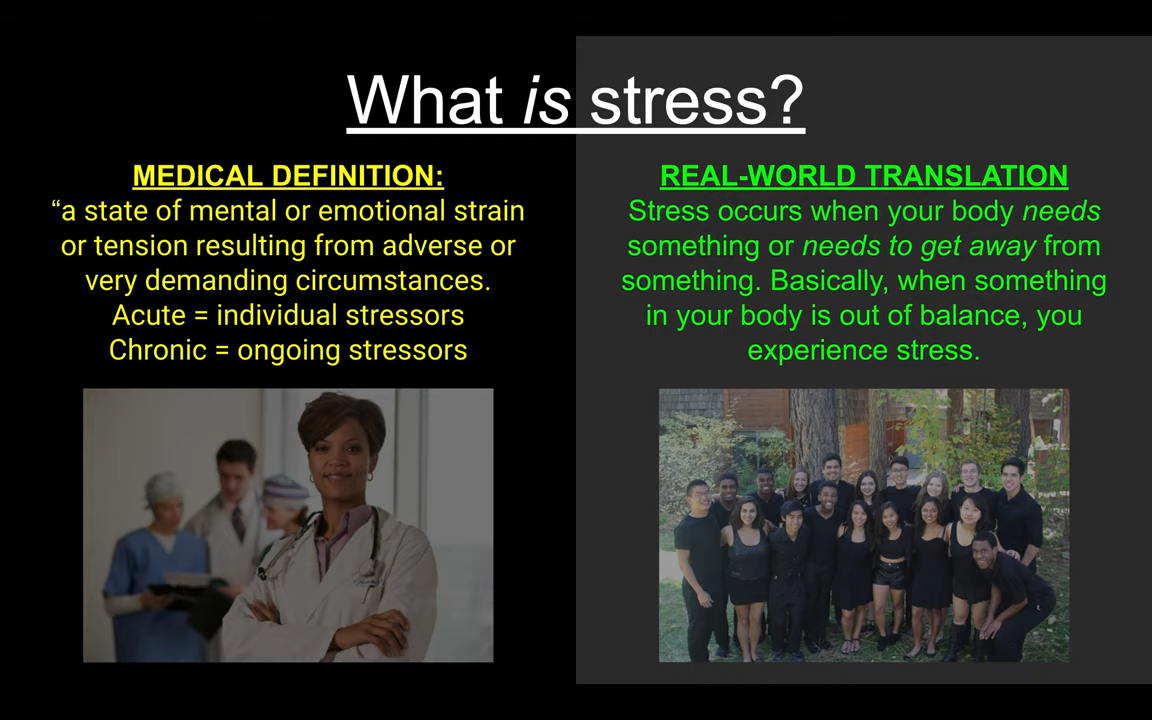 What is stress?
MEDICAL DEFINITION:
“a state of mental or emotional strain
or tension resulting from adverse or
very demanding circumstances.
Acute = individual stressors
Chronic = ongoing stressors
REAL-WORLD TRANSLATION
Stress occurs when your body needs
something or needs to get away from
something. Basically, when something
in your body is out of balance, you
experience stress.